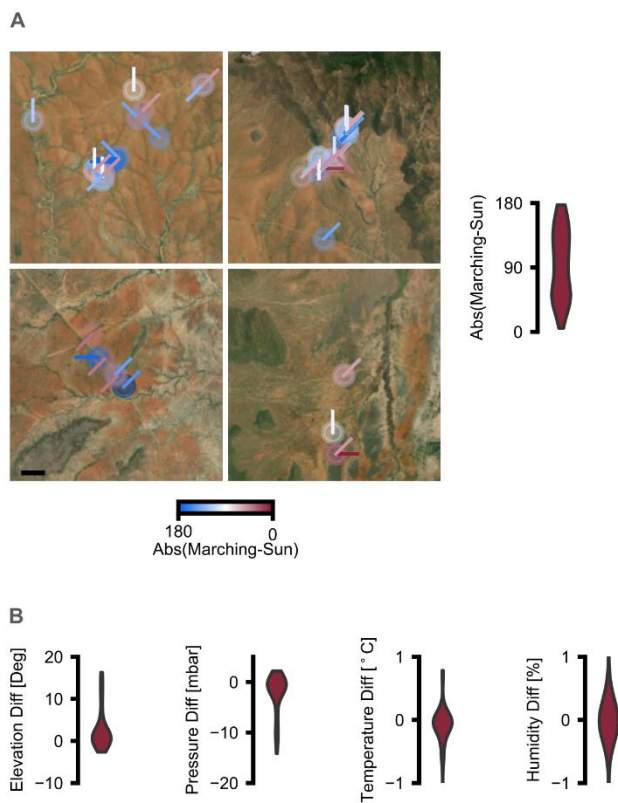 A
Abs(Marching-Sun)
180
90
0
180
0
Abs(Marching-Sun)
B
Elevation Diff [Deg]
20
10
0
−10
Pressure Diff [mbar]
0
−10
−20
Temperature Diff [°C]
1
0
−1
Humidity Diff [%]
1
0
−1